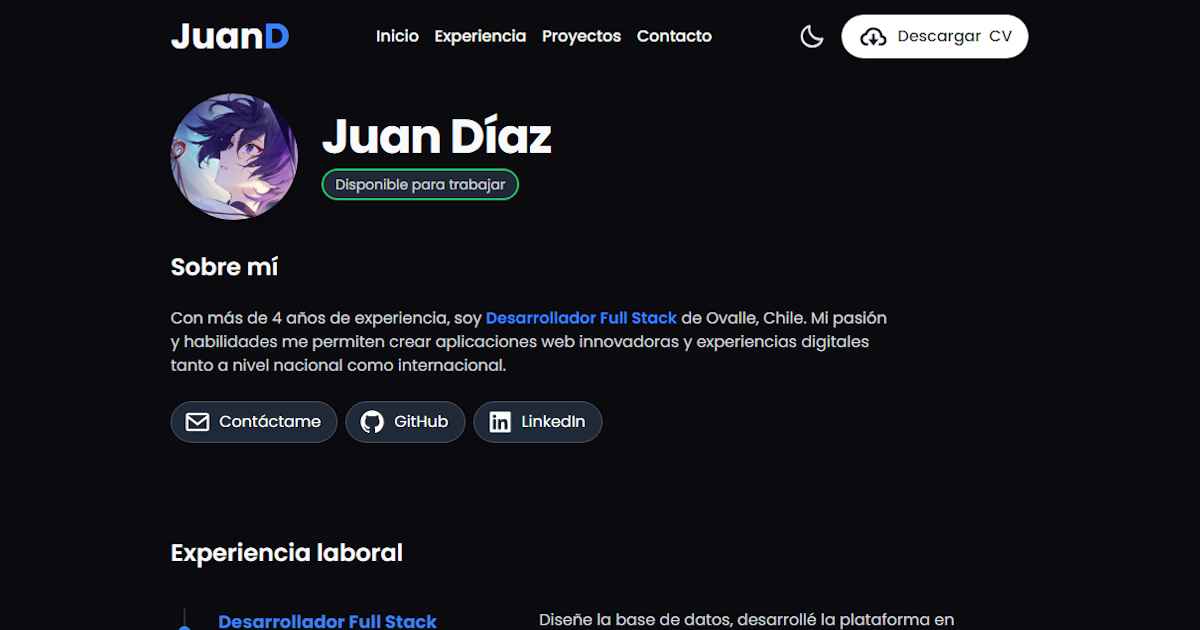 JuanD
Inicio Experiencia Proyectos Contacto
Descargar CV
Juan Díaz
Disponible para trabajar
Sobre mí
Con más de 4 años de experiencia, soy Desarrollador Full Stack de Ovalle, Chile. Mi pasión
y habilidades me permiten crear aplicaciones web innovadoras y experiencias digitales
tanto a nivel nacional como internacional.
Contáctame GitHub LinkedIn
Experiencia laboral
Desarrollador Full Stack
Diseñe la base de datos, desarrollé la plataforma en